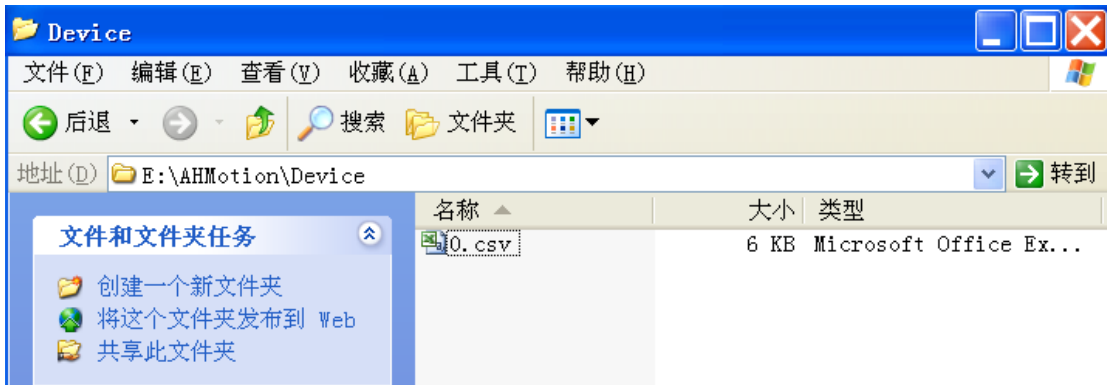 Device
文件(F) 编辑(E) 查看(V) 收藏(A) 工具(T) 帮助(H)
后退 搜索 文件夹
地址(D) E:\AHMotion\Device 转到
名称 大小 类型
文件和文件夹任务
0.csv 6 KB Microsoft Office Ex...
创建一个新文件夹
将这个文件夹发布到 Web
共享此文件夹